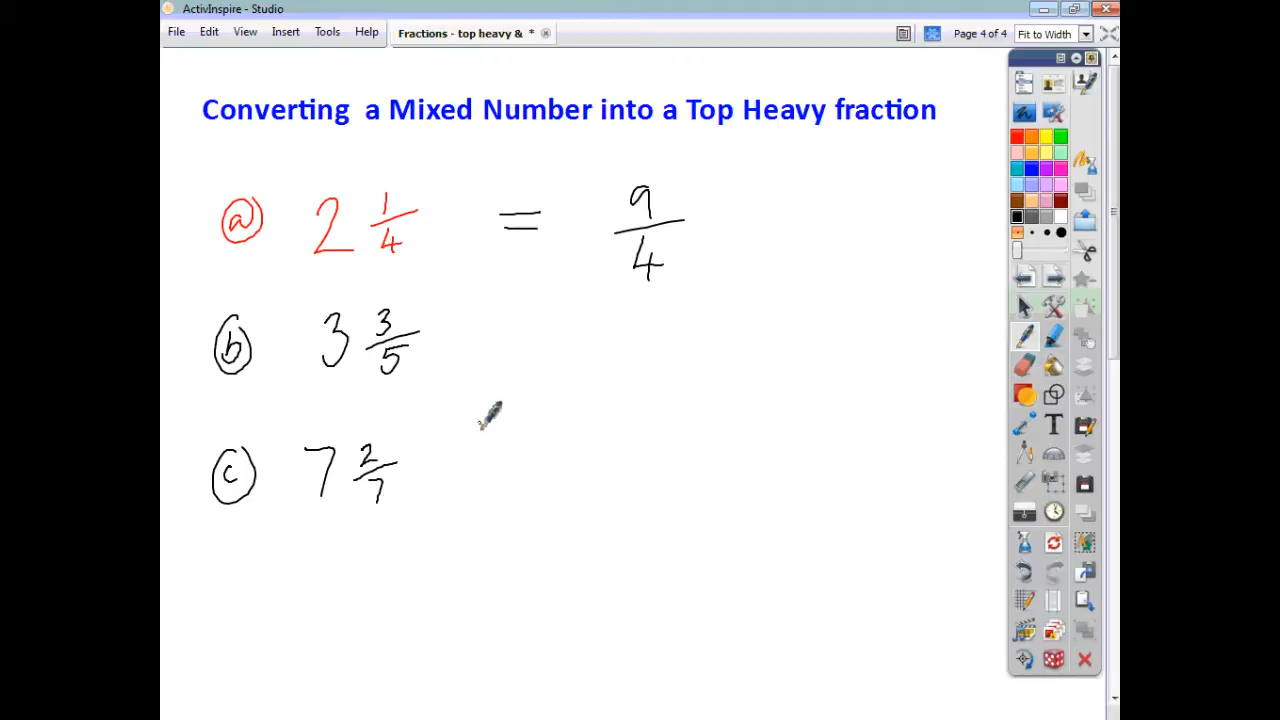 ActivInspire - Studio
File Edit View Insert Tools Help Fractions - top heavy & * Page 4 of 4 Fit to Width
Converting a Mixed Number into a Top Heavy fraction
(a) 2 1/4 = 9/4
(b) 3 3/5
(c) 7 2/7